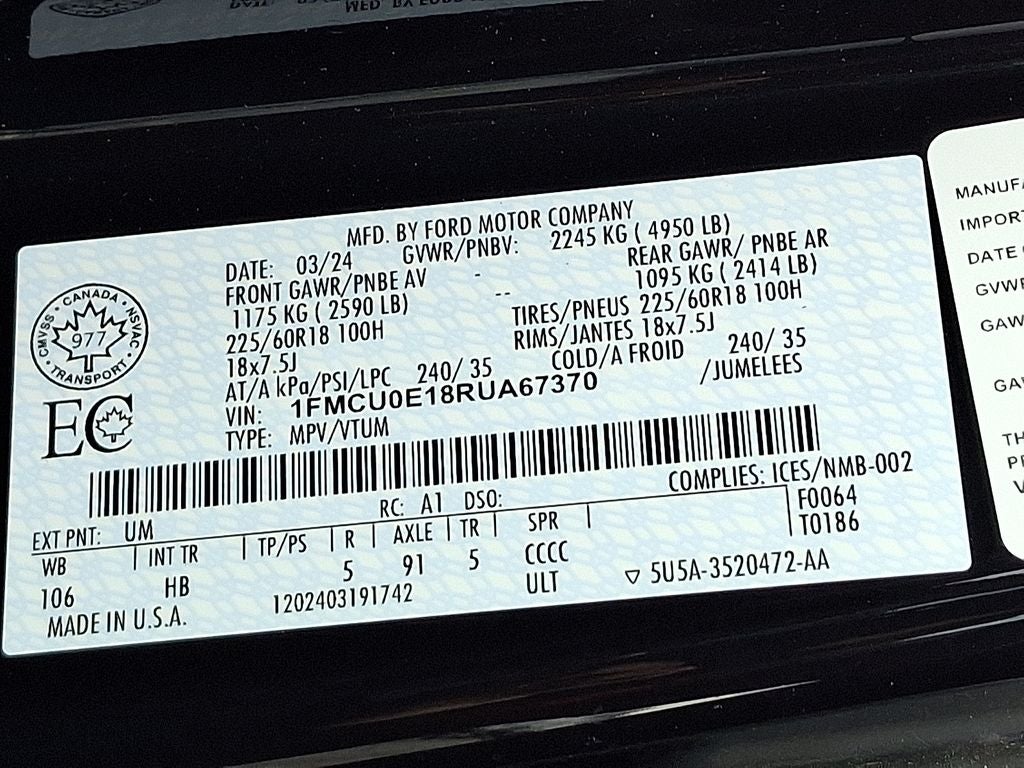 MFD. BY FORD MOTOR COMPANY
DATE: 03/24 GVWR/PNBV: 2245 KG ( 4950 LB)
FRONT GAWR/PNBE AV - REAR GAWR/ PNBE AR
1175 KG ( 2590 LB) -- 1095 KG ( 2414 LB)
225/60R18 100H TIRES/PNEUS 225/60R18 100H
18x7.5J RIMS/JANTES 18x7.5J
AT/A kPa/PSI/LPC 240/ 35 COLD/A FROID 240/ 35
VIN: 1FMCU0E18RUA67370 /JUMELEES
TYPE: MPV/VTUM
CANADA
CMVSS 977 NSVAC
TRANSPORT
EC
COMPLIES: ICES/NMB-002
EXT PNT: UM RC: A1 DSO: F0064
WB | INT TR | TP/PS | R | AXLE | TR | SPR | T0186
106 HB 5 91 5 CCCC
ULT ▽ 5U5A-3520472-AA
MADE IN U.S.A. 1202403191742
MANUFA
IMPORT
DATE
GVWR
GAW
GA
TH
P
V